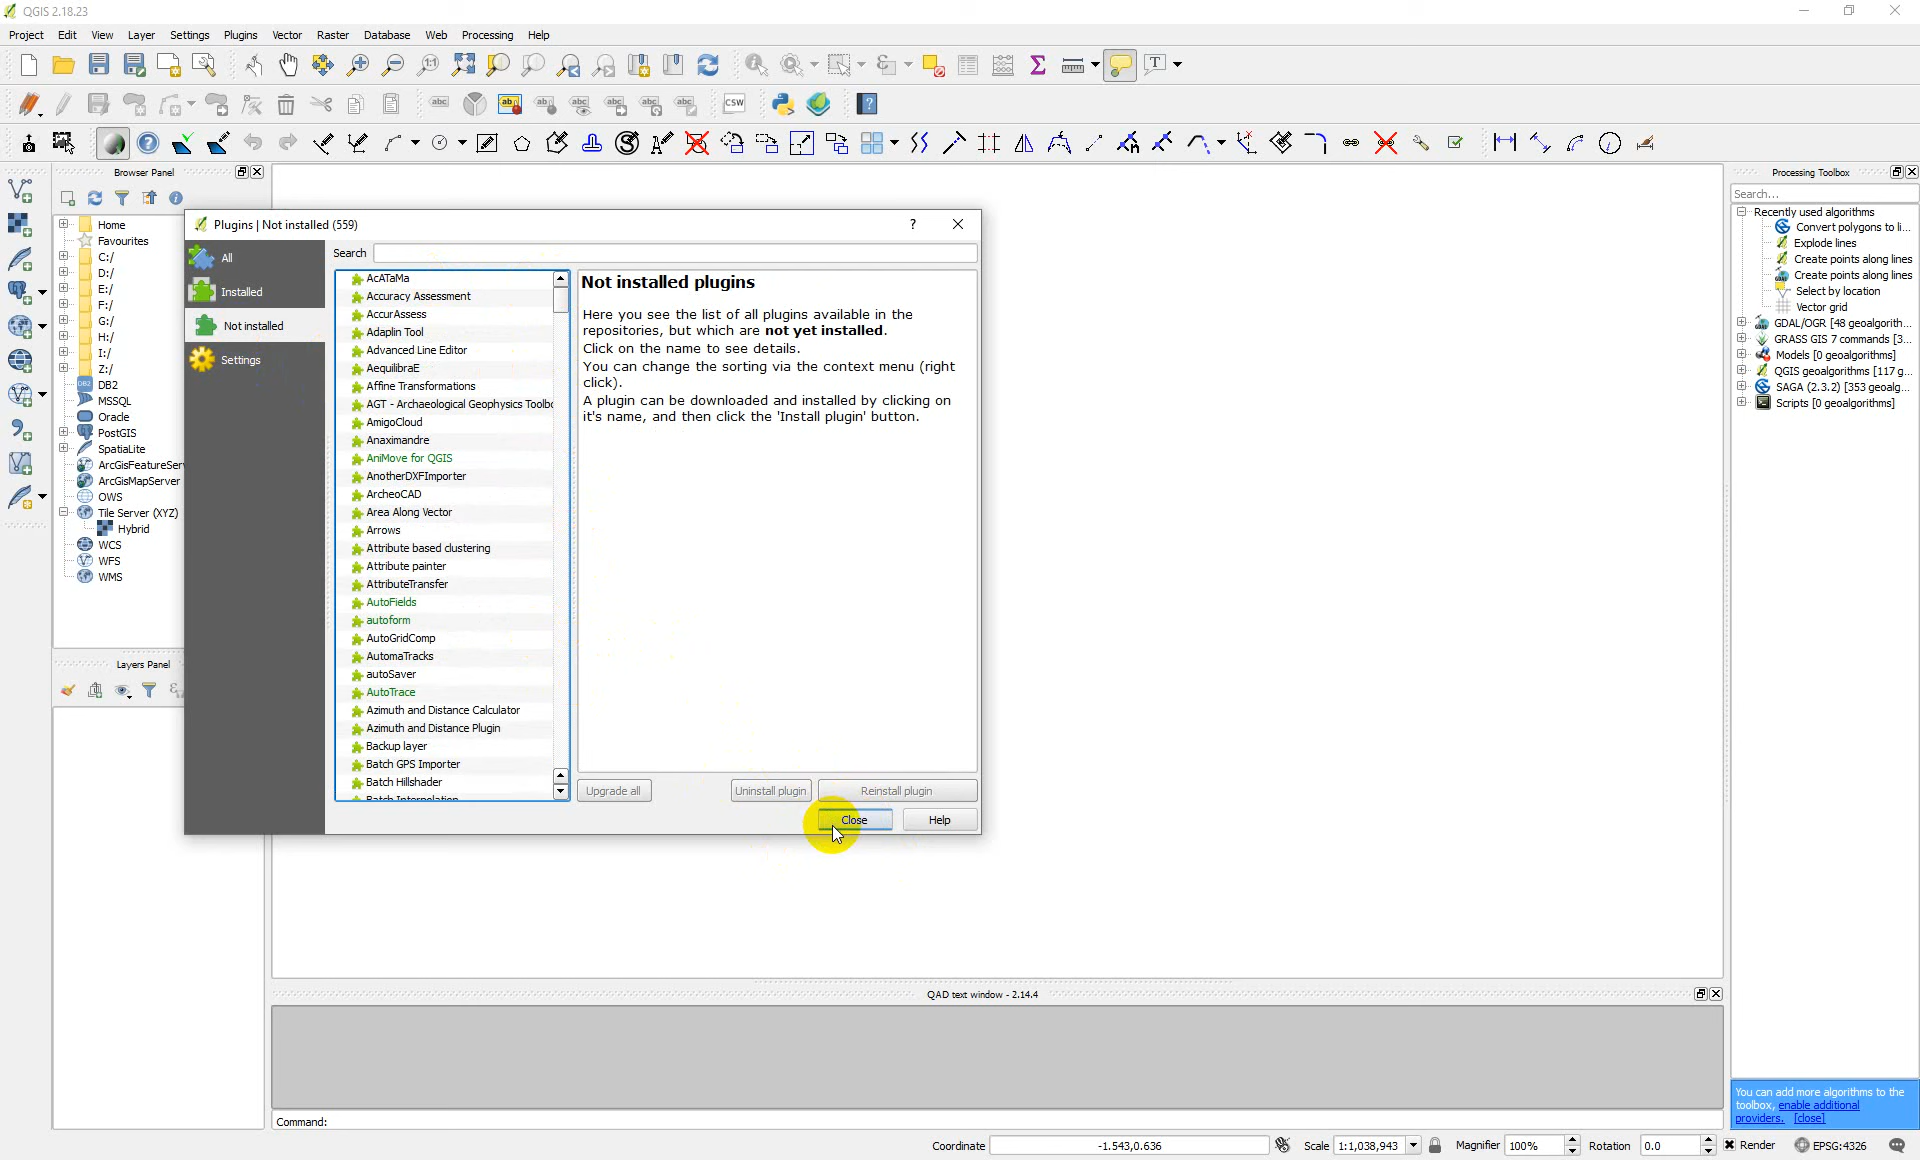 QGIS 2.18.23
Project Edit View Layer Settings Plugins Vector Raster Database Web Processing Help
CSW
Browser Panel
Home
Favourites
C:/
D:/
E:/
F:/
G:/
H:/
I:/
Z:/
DB2
MSSQL
Oracle
PostGIS
SpatiaLite
ArcGisFeatureSer
ArcGisMapServer
OWS
Tile Server (XYZ)
Hybrid
WCS
WFS
WMS
Layers Panel
Plugins | Not installed (559)
All
Installed
Not installed
Settings
Search
AcATaMa
Accuracy Assessment
AccurAssess
Adaplin Tool
Advanced Line Editor
AequilibraE
Affine Transformations
AGT - Archaeological Geophysics Toolbo
AmigoCloud
Anaximandre
AniMove for QGIS
AnotherDXFImporter
ArcheoCAD
Area Along Vector
Arrows
Attribute based clustering
Attribute painter
AttributeTransfer
AutoFields
autoform
AutoGridComp
AutomaTracks
autoSaver
AutoTrace
Azimuth and Distance Calculator
Azimuth and Distance Plugin
Backup layer
Batch GPS Importer
Batch Hillshader
Batch Interpolation
Not installed plugins
Here you see the list of all plugins available in the
repositories, but which are not yet installed.
Click on the name to see details.
You can change the sorting via the context menu (right
click).
A plugin can be downloaded and installed by clicking on
it's name, and then click the 'Install plugin' button.
Upgrade all Uninstall plugin Reinstall plugin
Close Help
Processing Toolbox
Search...
Recently used algorithms
Convert polygons to li...
Explode lines
Create points along lines
Create points along lines
Select by location
Vector grid
GDAL/OGR [48 geoalgorith...
GRASS GIS 7 commands [3...
Models [0 geoalgorithms]
QGIS geoalgorithms [117 g...
SAGA (2.3.2) [353 geoalg...
Scripts [0 geoalgorithms]
You can add more algorithms to the
toolbox, enable additional
providers. [close]
QAD text window - 2.14.4
Command:
Coordinate -1.543,0.636 Scale 1:1,038,943 Magnifier 100% Rotation 0.0 Render EPSG:4326